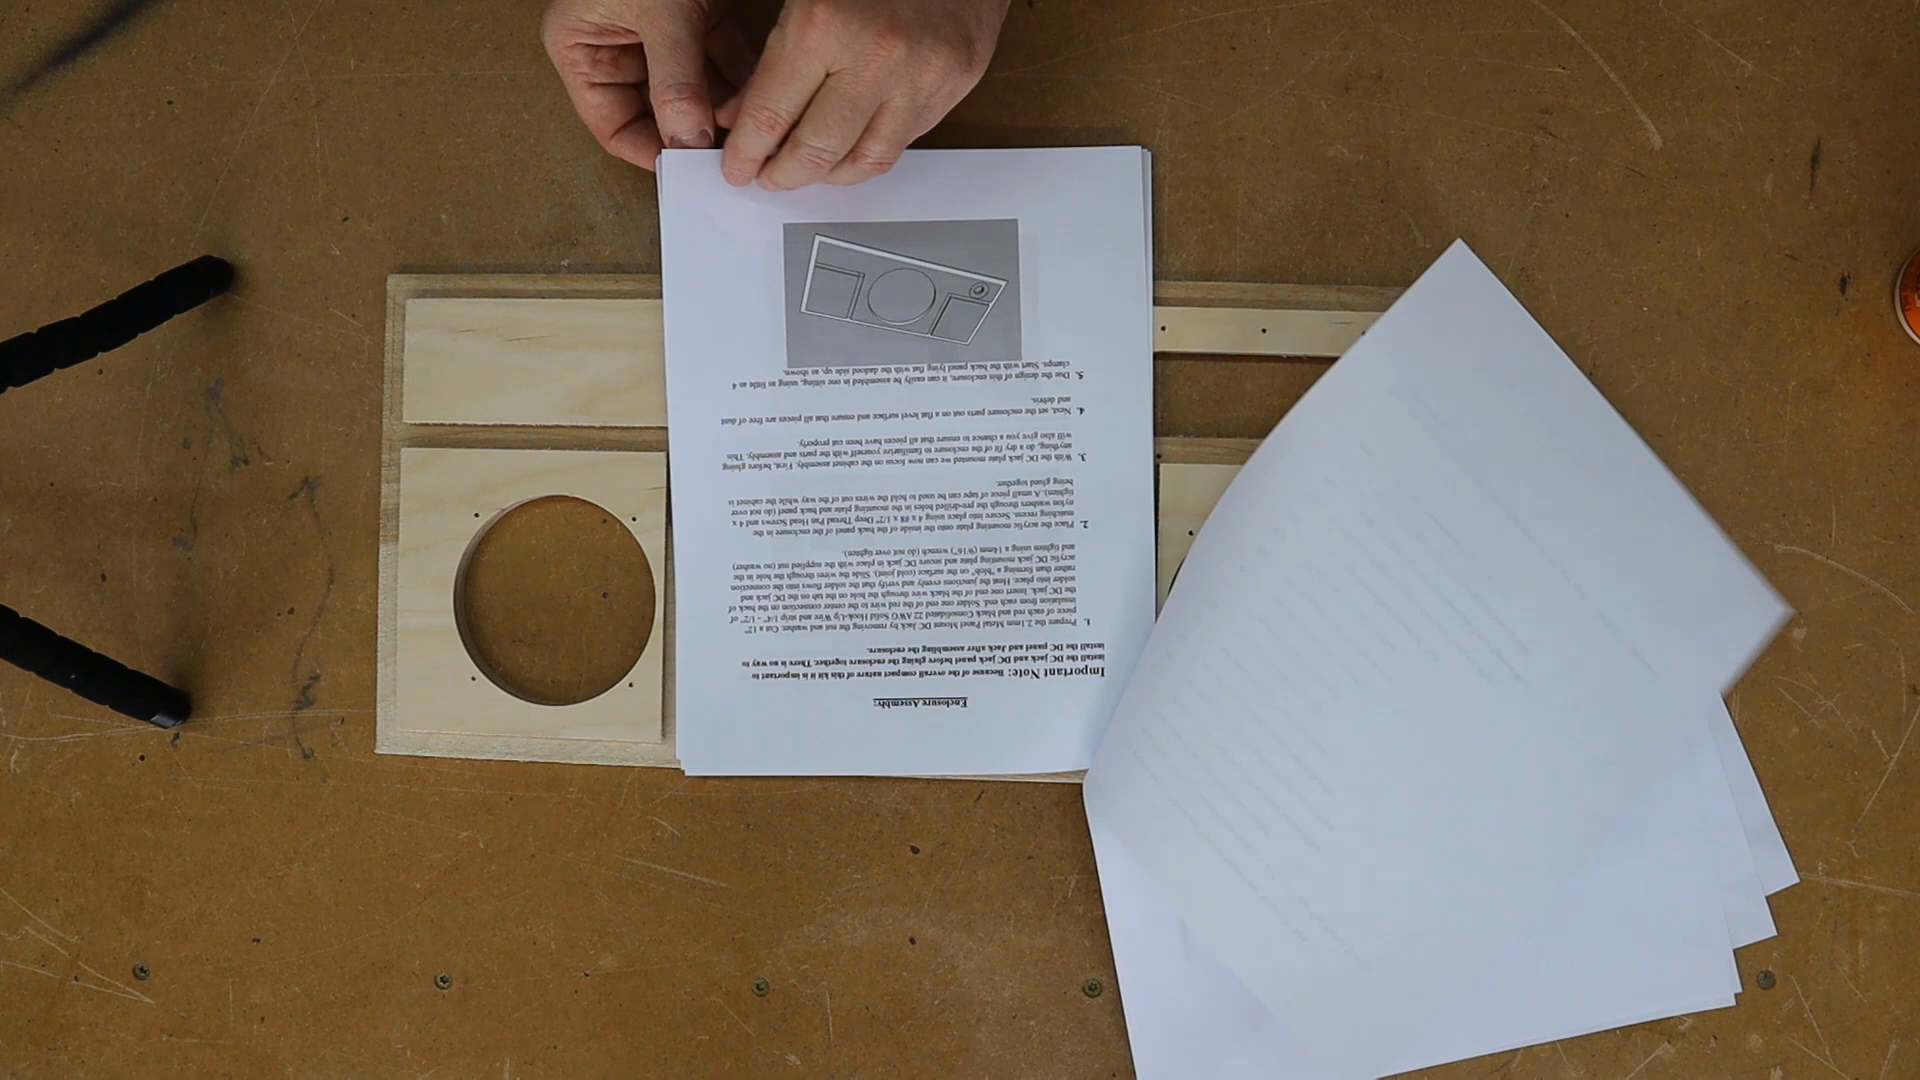 Enclosure Assembly:
Important Note: Because of the overall compact nature of this kit it is important to
install the DC jack and DC jack panel before gluing the enclosure together. There is no way to
install the DC panel and Jack after assembling the enclosure.
1. Prepare the 2.1mm Metal Panel Mount DC Jack by removing the nut and washer. Cut a 12"
piece of each red and black Consolidated 22 AWG Solid Hook-Up Wire and strip 1/4" - 1/2" of
insulation from each end. Solder one end of the red wire to the center connection on the back of
the DC jack. Insert one end of the black wire through the hole on the tab on the DC jack and
solder into place. Heat the junctions evenly and verify that the solder flows into the connection
rather than forming a "blob" on the surface (cold joint). Slide the wires through the hole in the
acrylic DC jack mounting plate and secure DC jack in place with the supplied nut (no washer)
and tighten using a 14mm (9/16") wrench (do not over tighten).
2. Place the acrylic mounting plate onto the inside of the back panel of the enclosure in the
matching recess. Secure into place using 4 x #8 x 1/2" Deep Thread Pan Head Screws and 4 x
nylon washers through the pre-drilled holes in the mounting plate and back panel (do not over
tighten). A small piece of tape can be used to hold the wires out of the way while the cabinet is
being glued together.
3. With the DC jack plate mounted we can now focus on the cabinet assembly. First, before gluing
anything, do a dry fit of the enclosure to familiarize yourself with the parts and assembly. This
will also give you a chance to ensure that all pieces have been cut properly.
4. Next, set the enclosure parts out on a flat level surface and ensure that all pieces are free of dust
and debris.
5. Due the design of this enclosure, it can easily be assembled in one sitting, using as little as 4
clamps. Start with the back panel lying flat with the dadoed side up, as shown.